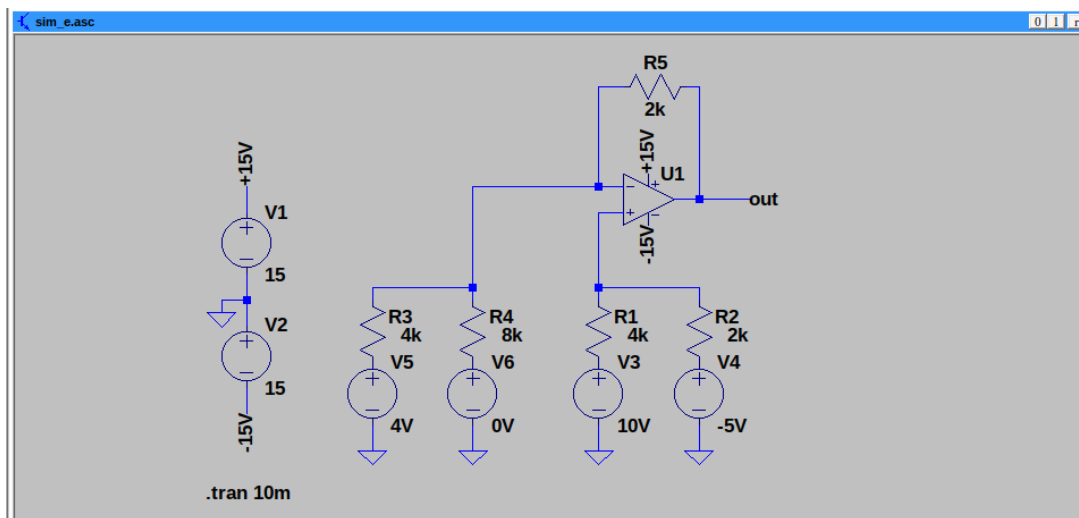 sim_e.asc
0 1 r
R5
2k
+15V
U1
-15V
out
+15V
V1
15
V2
15
-15V
R3
4k
V5
4V
R4
8k
V6
0V
R1
4k
V3
10V
R2
2k
V4
-5V
.tran 10m